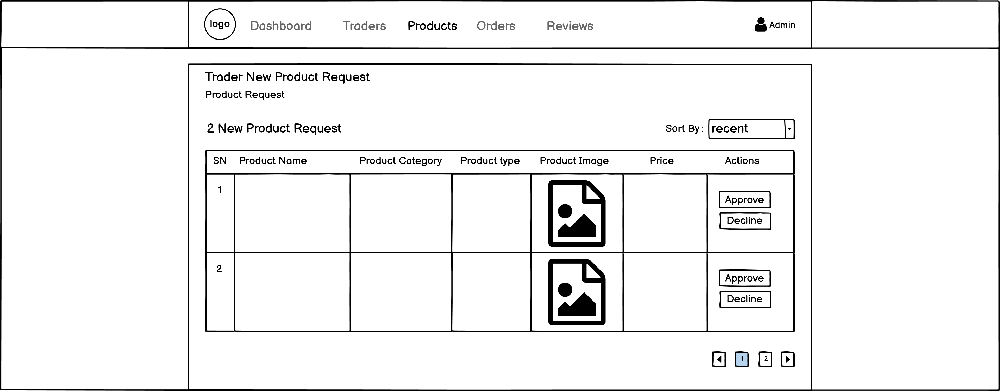 logo Dashboard Traders Products Orders Reviews Admin
Trader New Product Request
Product Request
2 New Product Request Sort By : recent
SN Product Name Product Category Product type Product Image Price Actions
1
Approve
Decline
2
Approve
Decline
1 2